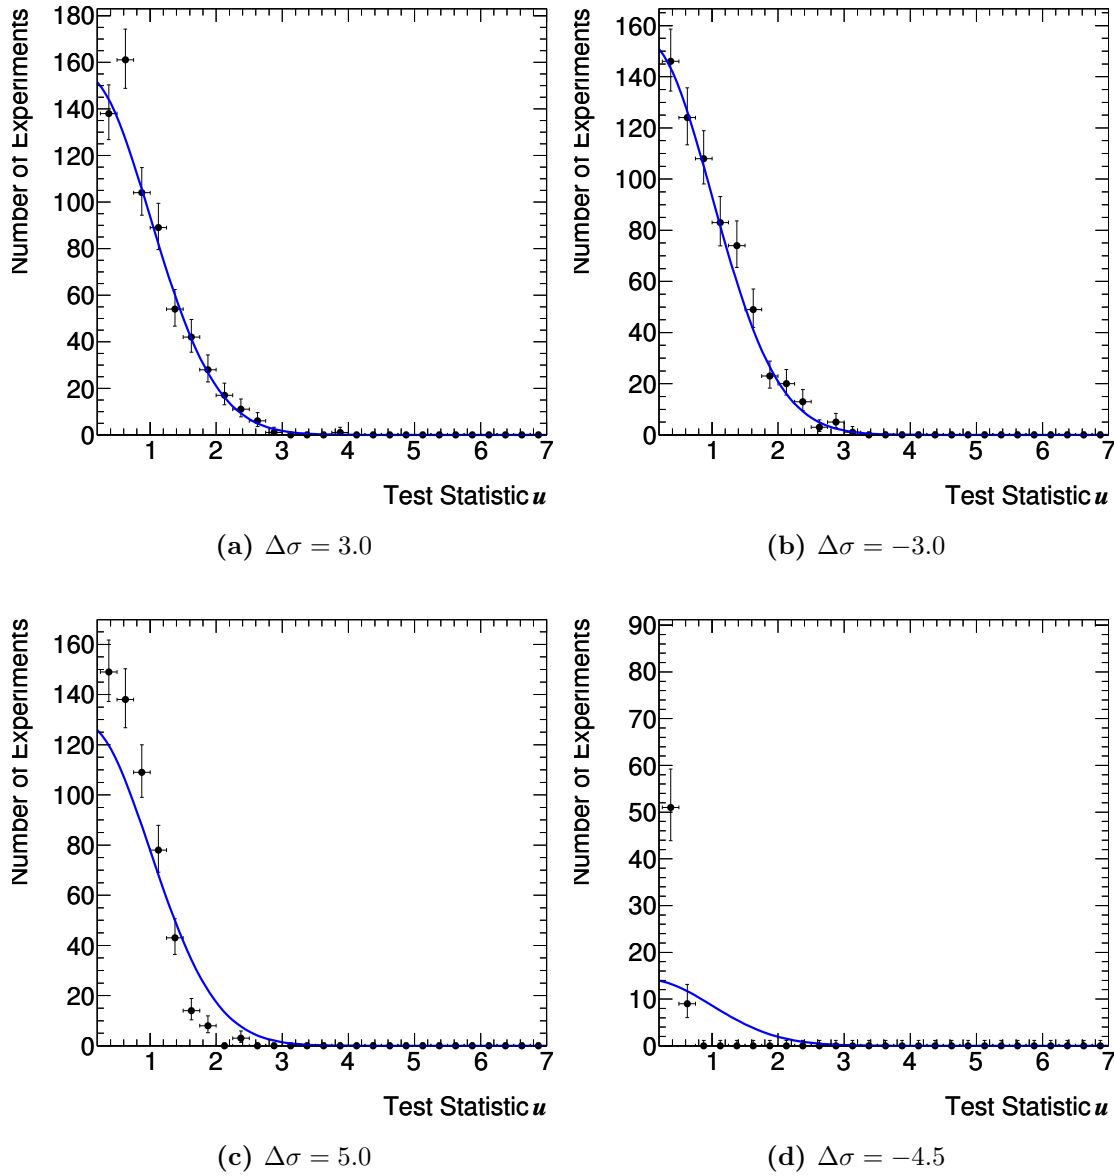 180
160
140
120
100
80
60
40
20
0
1 2 3 4 5 6 7
Number of Experiments
Test Statistic u
(a) Δσ = 3.0
160
140
120
100
80
60
40
20
0
1 2 3 4 5 6 7
Number of Experiments
Test Statistic u
(b) Δσ = −3.0
160
140
120
100
80
60
40
20
0
1 2 3 4 5 6 7
Number of Experiments
Test Statistic u
(c) Δσ = 5.0
90
80
70
60
50
40
30
20
10
0
1 2 3 4 5 6 7
Number of Experiments
Test Statistic u
(d) Δσ = −4.5